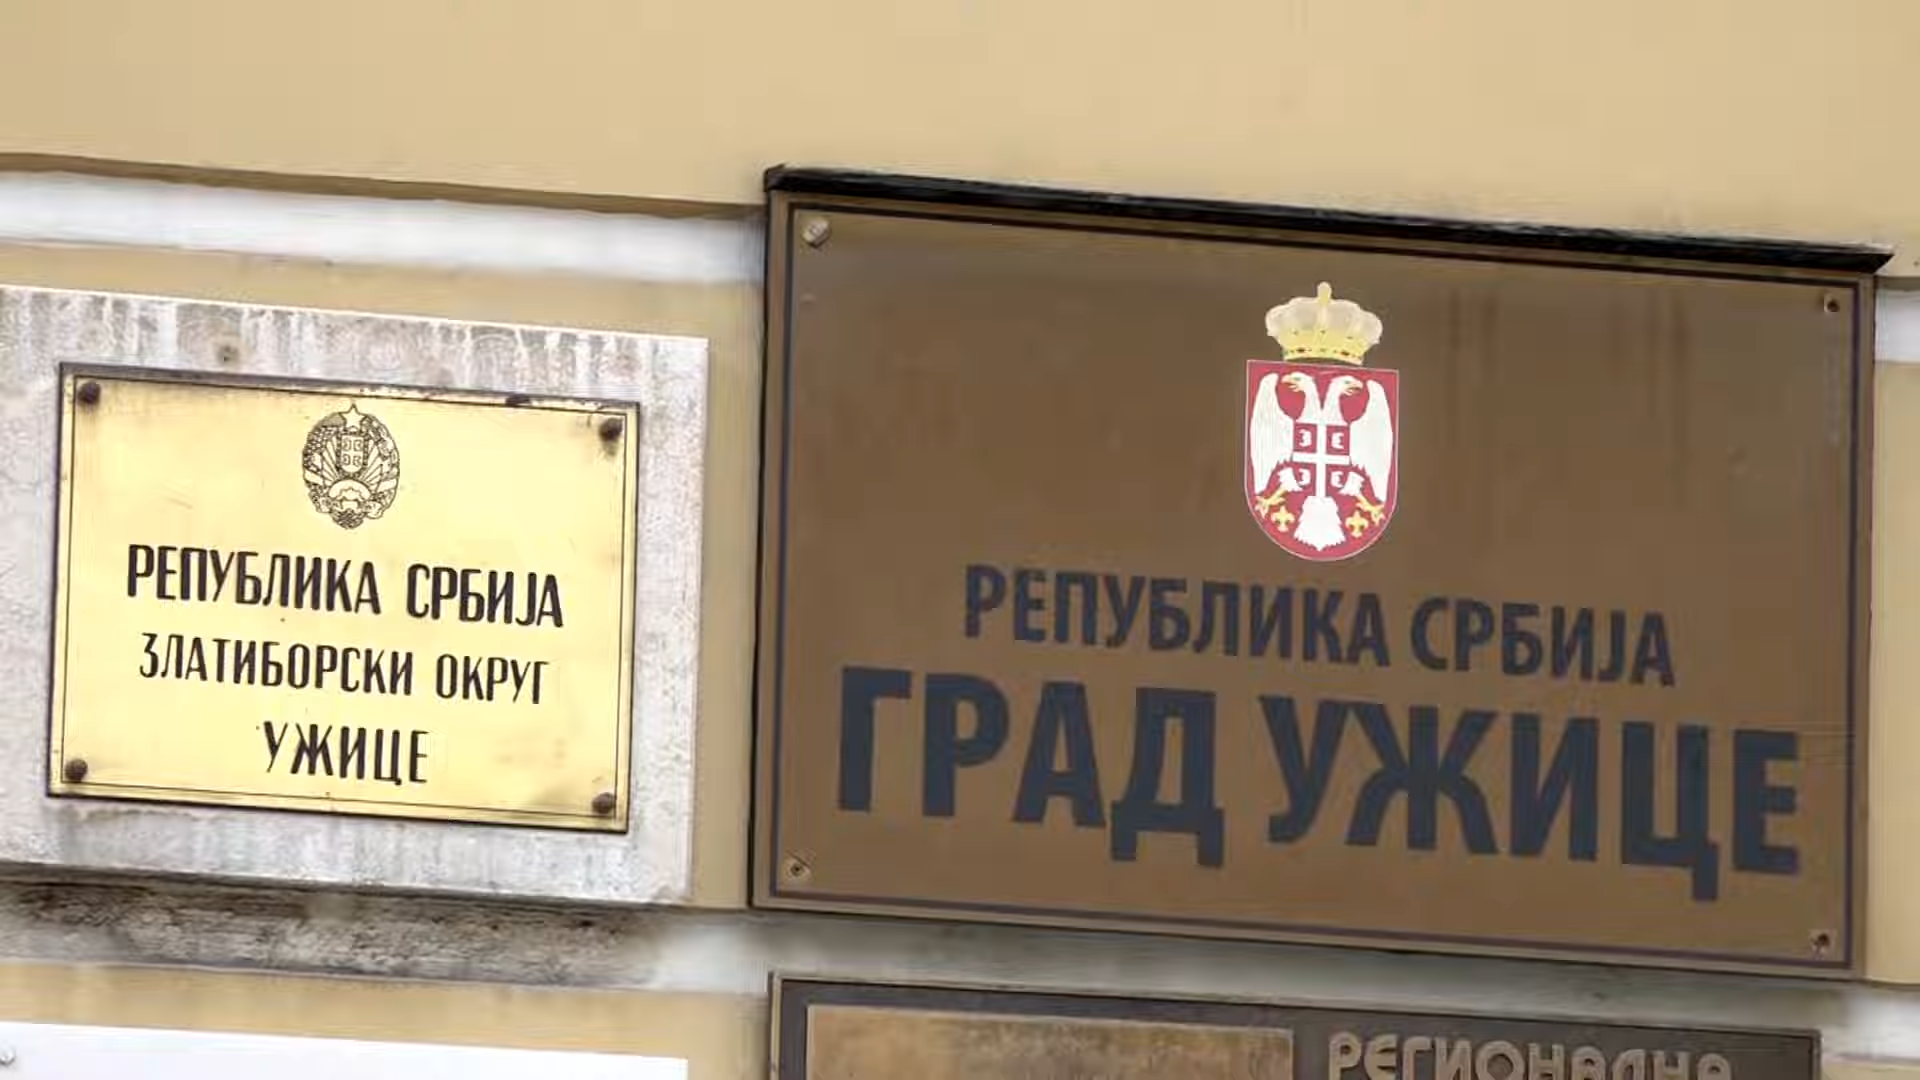 РЕПУБЛИКА СРБИЈА
ЗЛАТИБОРСКИ ОКРУГ
УЖИЦЕ
РЕПУБЛИКА СРБИЈА
ГРАД УЖИЦЕ
РЕГИОНАЛНА